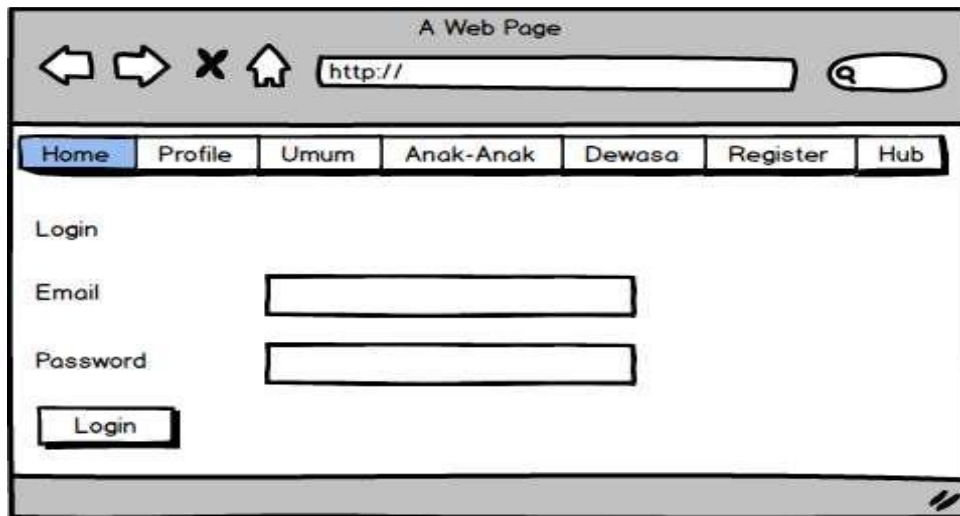 A Web Page
http://
Home Profile Umum Anak-Anak Dewasa Register Hub
Login
Email
Password
Login